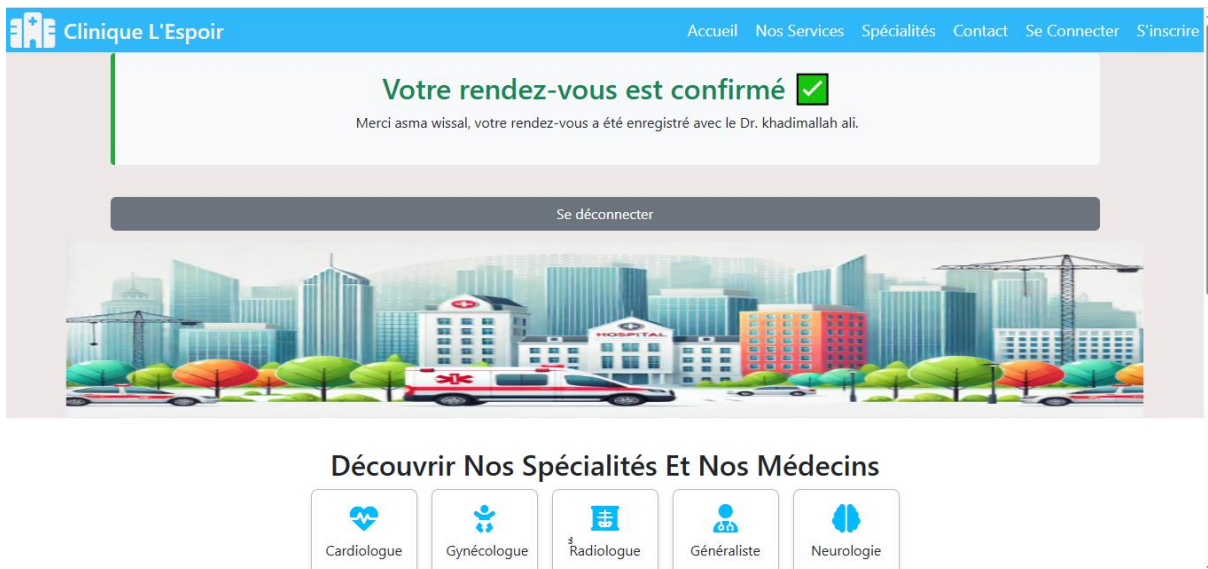 Clinique L'Espoir
Accueil Nos Services Spécialités Contact Se Connecter S'inscrire
Votre rendez-vous est confirmé ✅
Merci asma wissal, votre rendez-vous a été enregistré avec le Dr. khadimallah ali.
Se déconnecter
HOSPITAL
Découvrir Nos Spécialités Et Nos Médecins
Cardiologue Gynécologue Radiologue Généraliste Neurologie